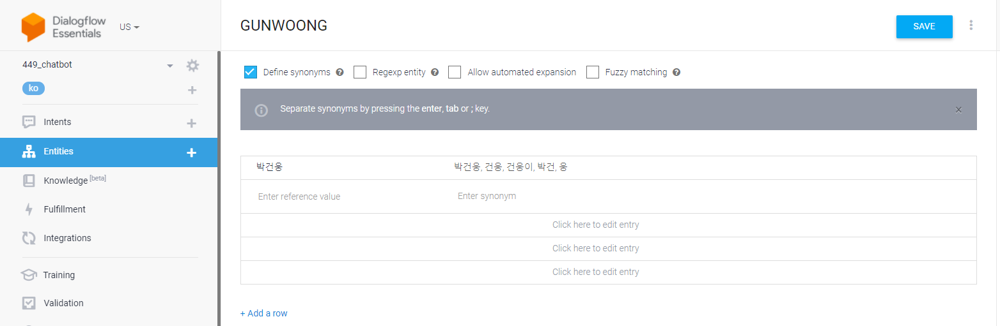 Dialogflow
Essentials
US
449_chatbot
ko
Intents
Entities
Knowledge [beta]
Fulfillment
Integrations
Training
Validation
GUNWOONG
SAVE
Define synonyms
Regexp entity
Allow automated expansion
Fuzzy matching
Separate synonyms by pressing the enter, tab or ; key.
박건웅 박건웅, 건웅, 건웅이, 박건, 웅
Enter reference value Enter synonym
Click here to edit entry
Click here to edit entry
Click here to edit entry
+ Add a row